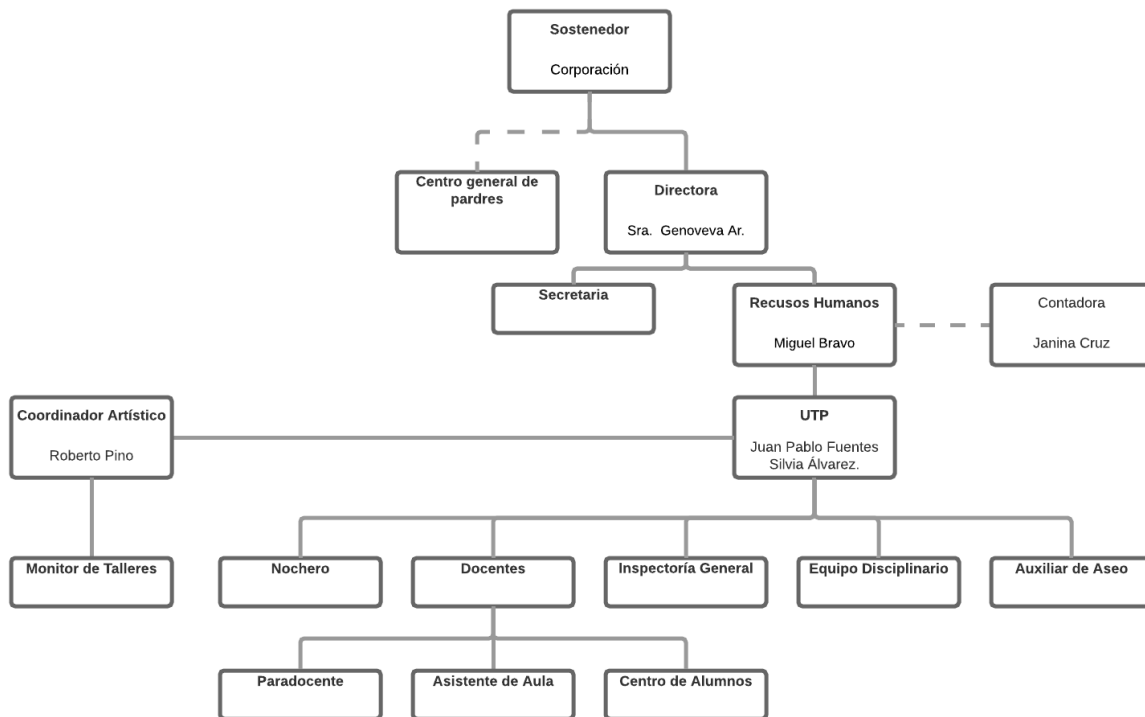 Sostenedor
Corporación
Centro general de
pardres
Directora
Sra. Genoveva Ar.
Secretaria
Recusos Humanos
Miguel Bravo
Contadora
Janina Cruz
Coordinador Artístico
Roberto Pino
UTP
Juan Pablo Fuentes
Silvia Álvarez.
Monitor de Talleres
Nochero
Docentes
Inspectoría General
Equipo Disciplinario
Auxiliar de Aseo
Paradocente
Asistente de Aula
Centro de Alumnos